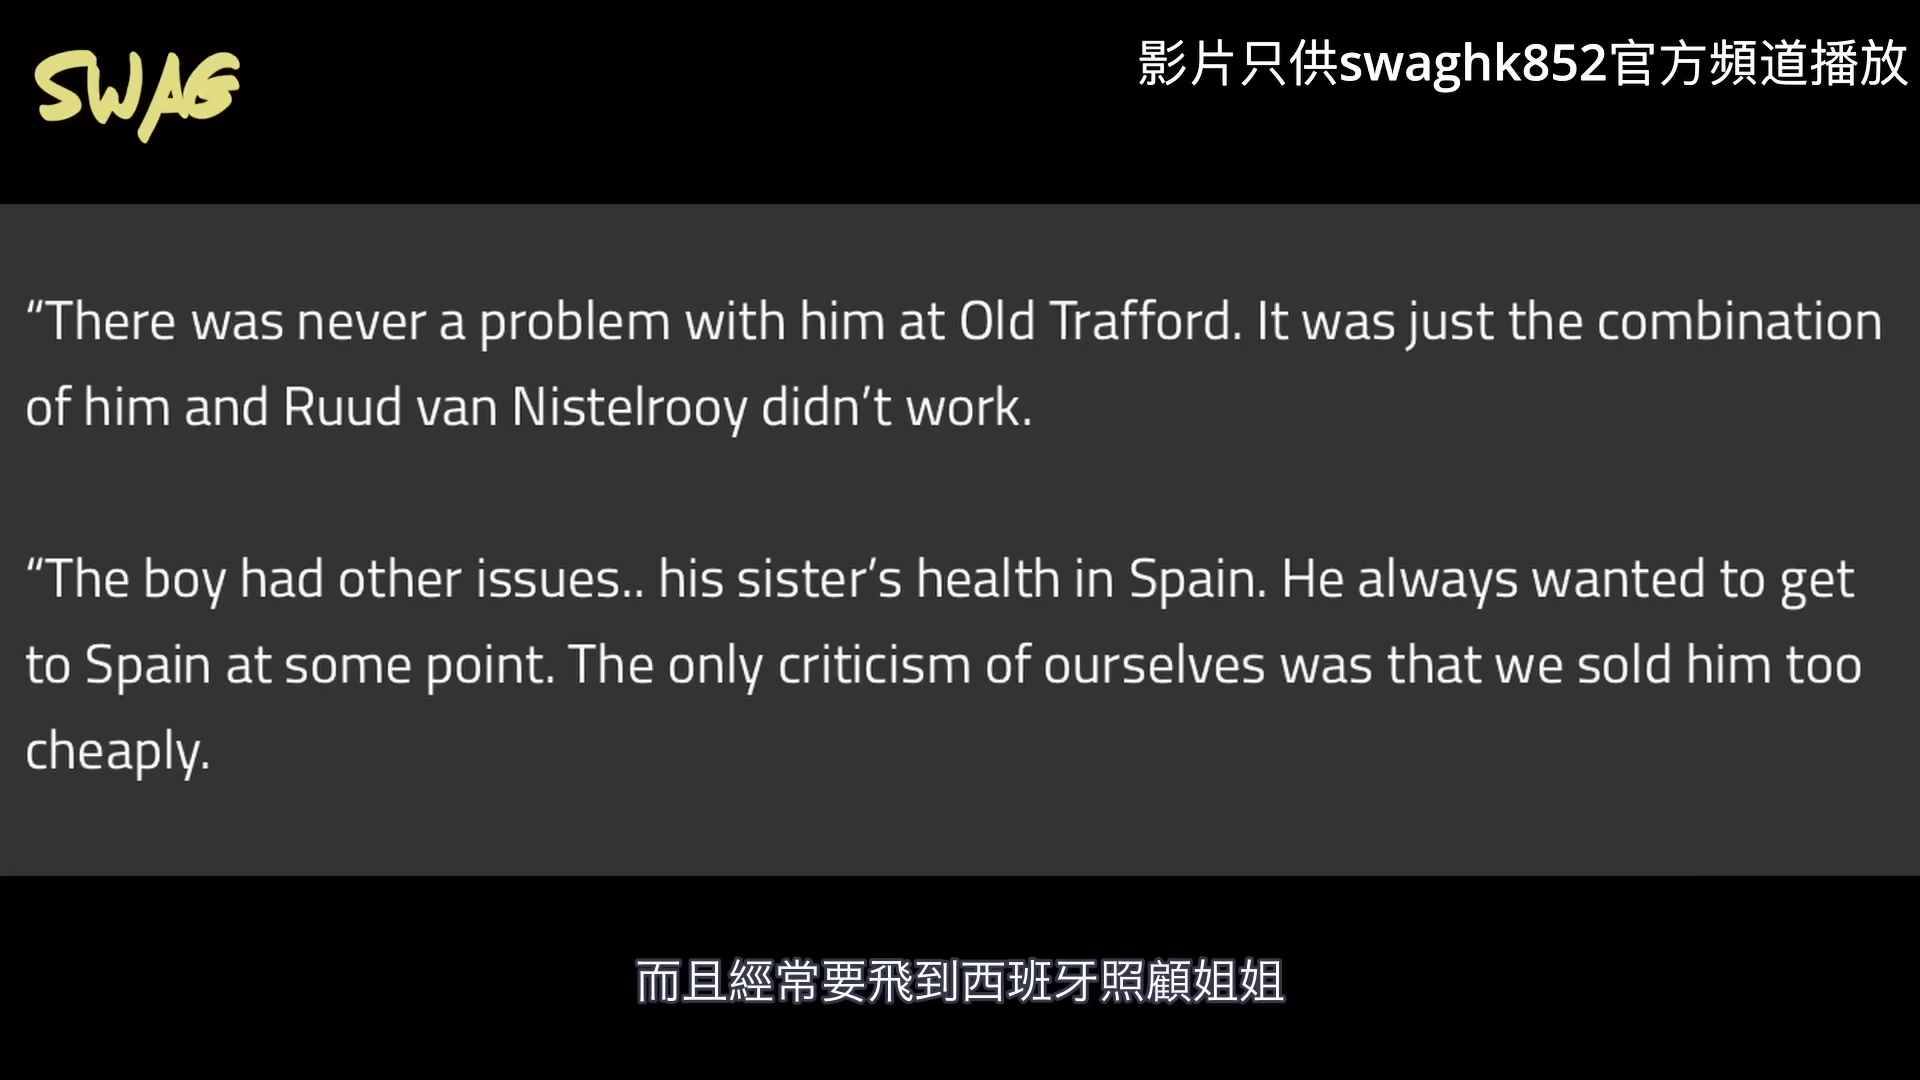 SWAG
影片只供swaghk852官方頻道播放
“There was never a problem with him at Old Trafford. It was just the combination
of him and Ruud van Nistelrooy didn’t work.
“The boy had other issues.. his sister’s health in Spain. He always wanted to get
to Spain at some point. The only criticism of ourselves was that we sold him too
cheaply.
而且經常要飛到西班牙照顧姐姐